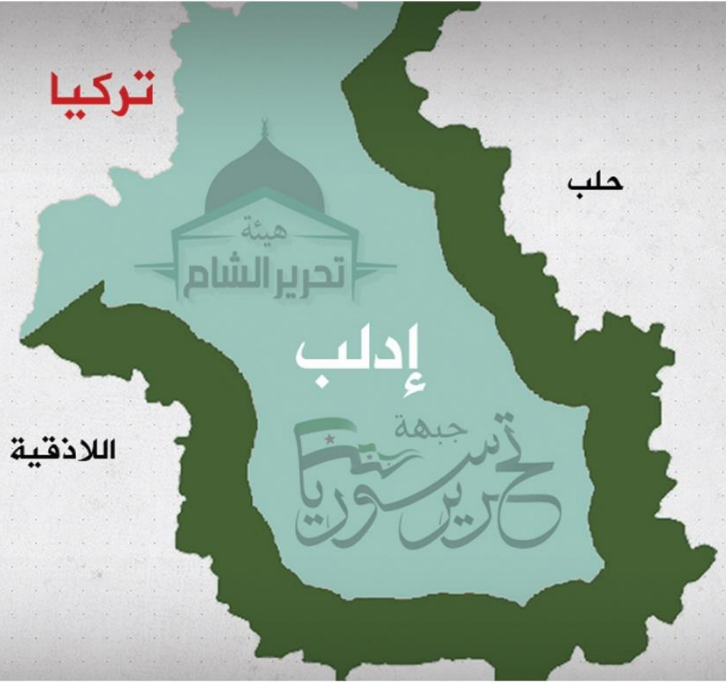 تركيا
حلب
هيئة
تحرير الشام
إدلب
جبهة
تحرير سوريا
اللاذقية